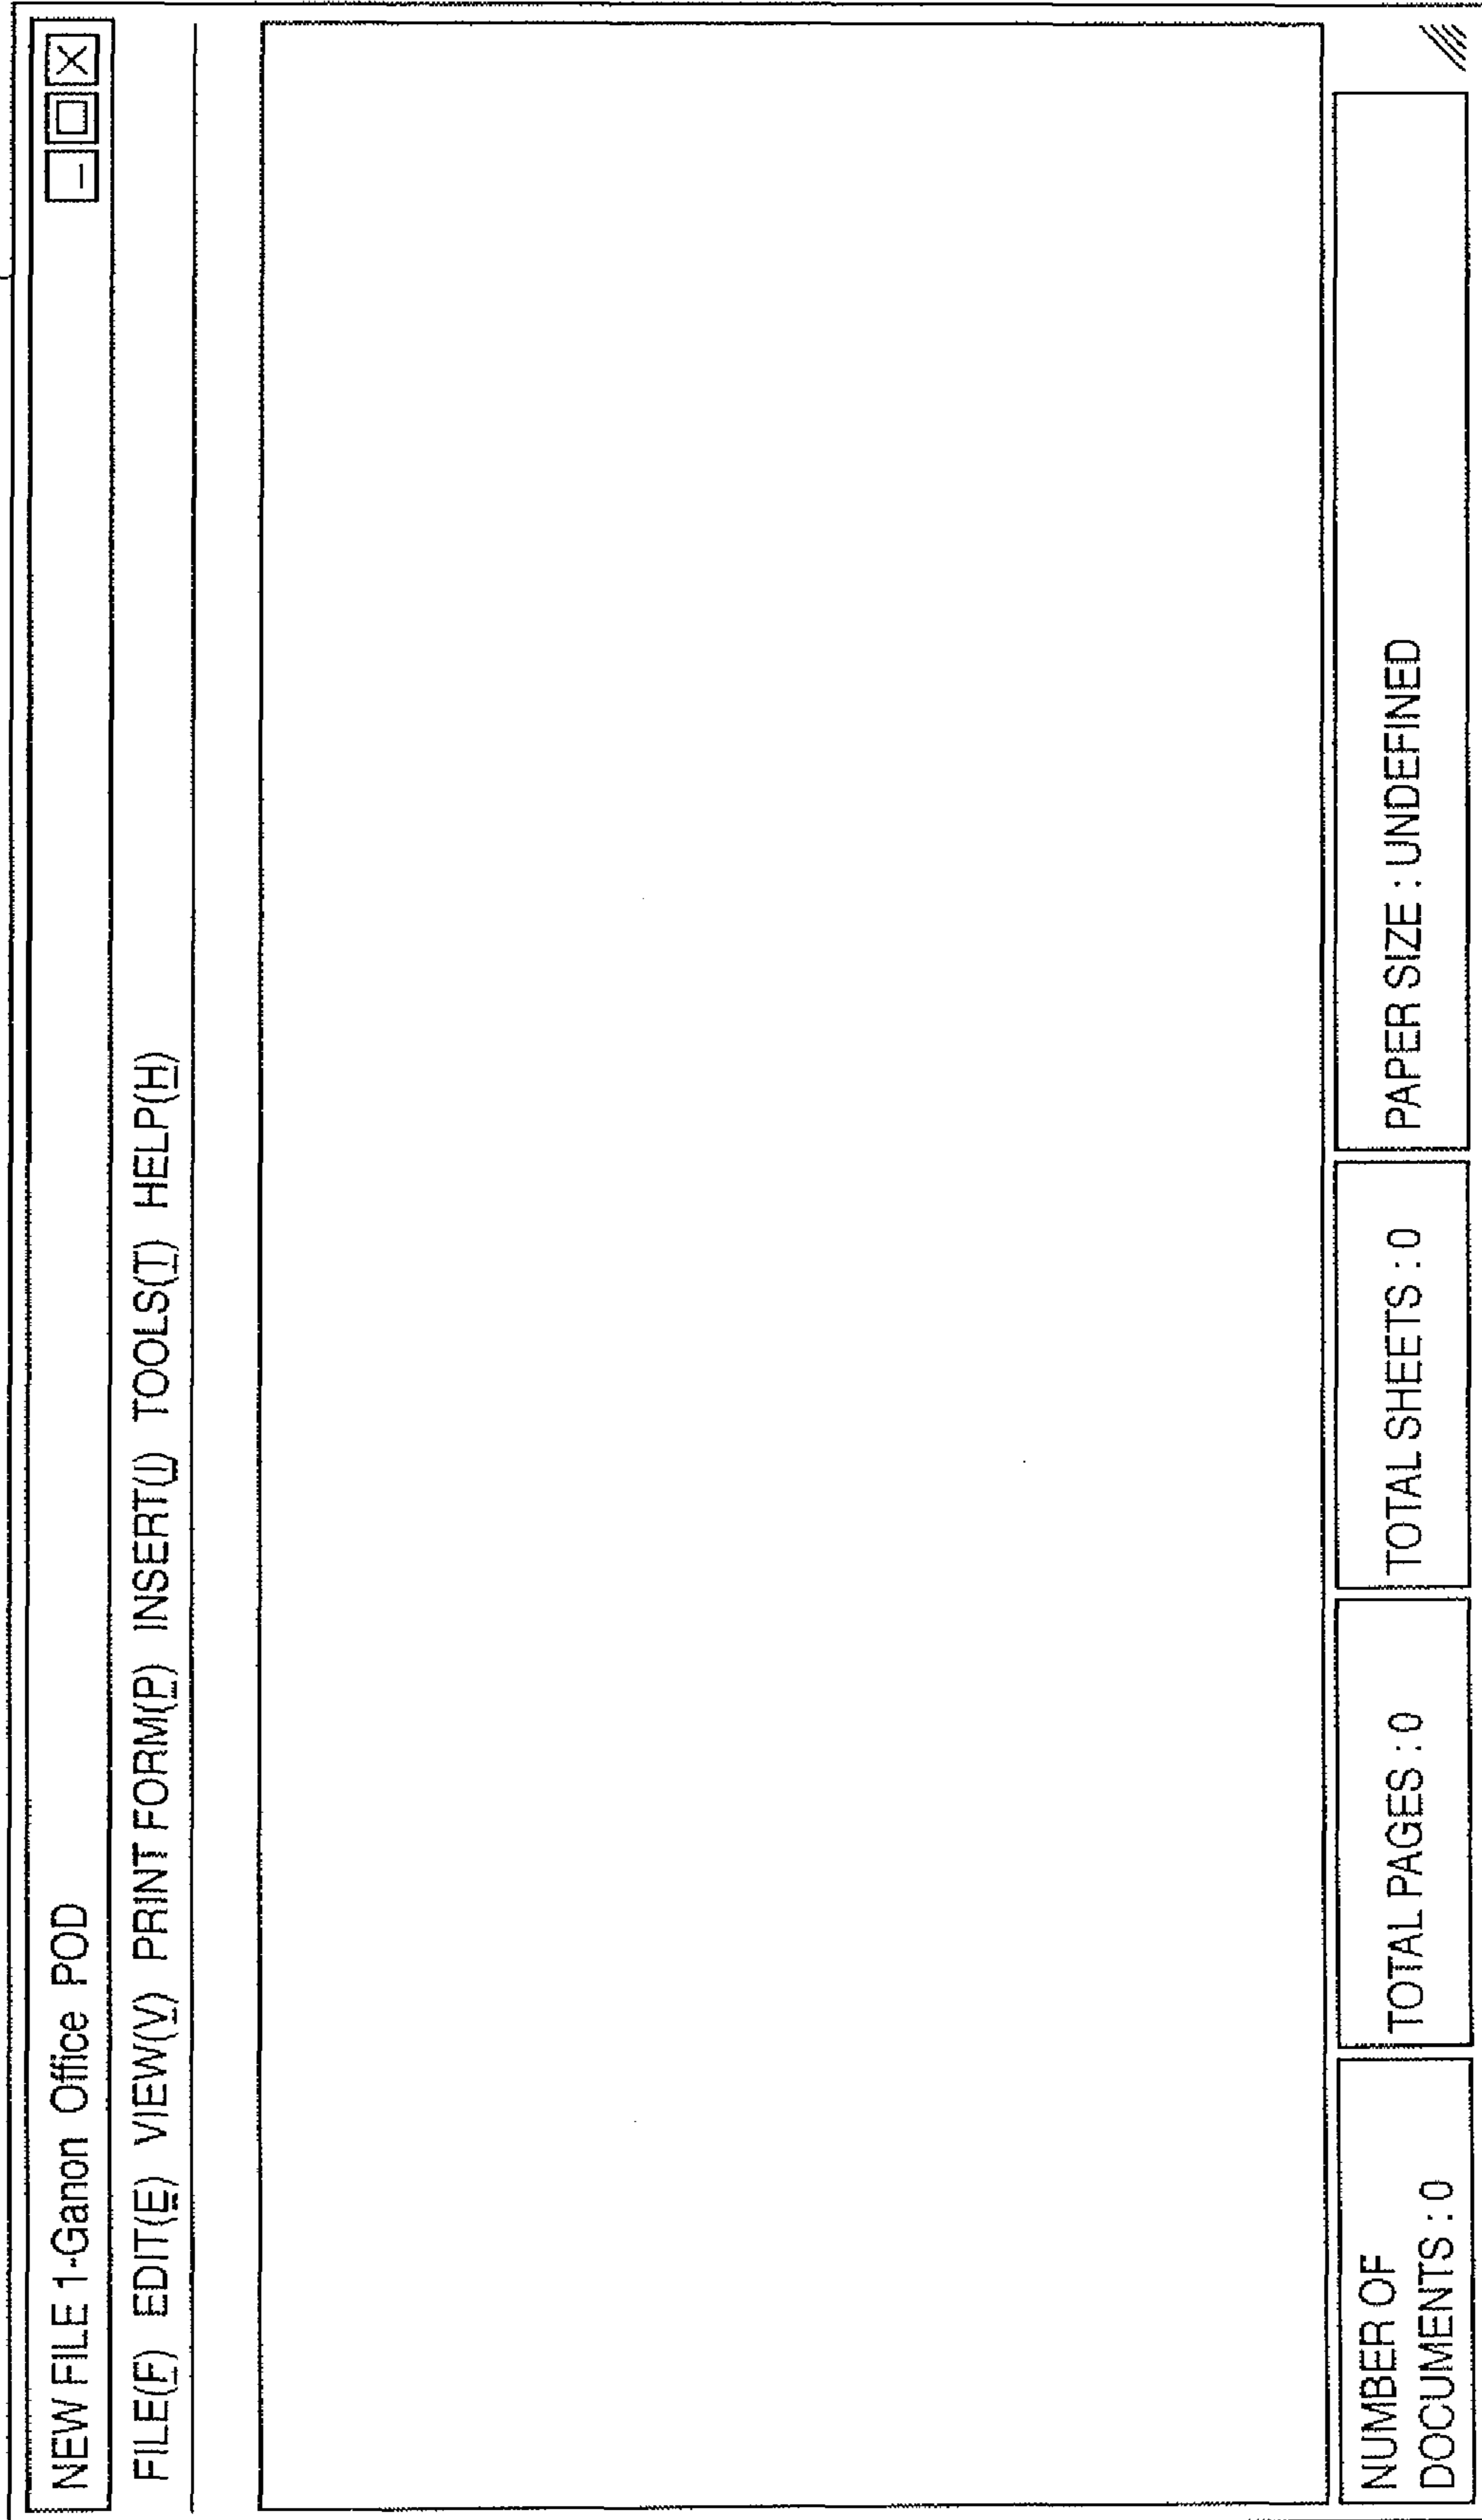 NEW FILE 1-Ganon Office POD
FILE(F) EDIT(E) VIEW(V) PRINT FORM(P) INSERT(I) TOOLS(T) HELP(H)
NUMBER OF
DOCUMENTS : 0
TOTAL PAGES : 0
TOTAL SHEETS : 0
PAPER SIZE : UNDEFINED